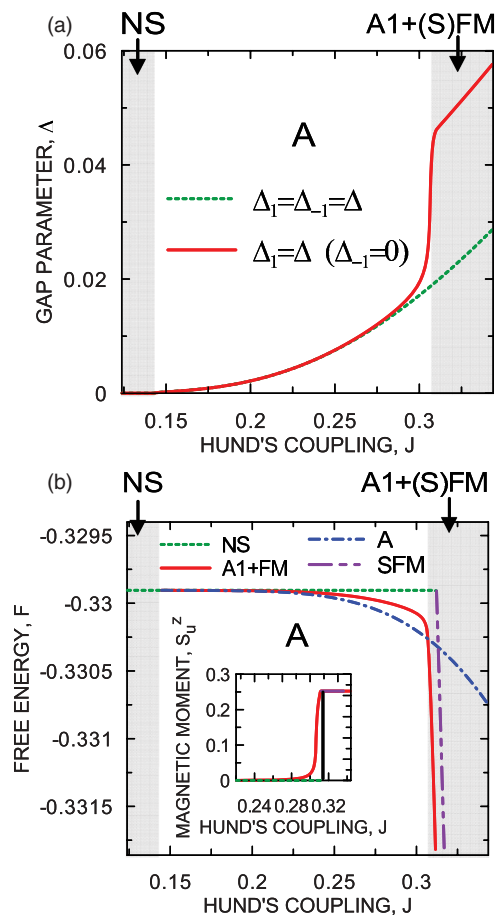 (a)
NS
A1+(S)FM
0.06
0.04
0.02
0
GAP PARAMETER, Λ
A
Δ₁=Δ₋₁=Δ
Δ₁=Δ (Δ₋₁=0)
0.15
0.2
0.25
0.3
HUND'S COUPLING, J
(b)
NS
A1+(S)FM
-0.3295
-0.33
-0.3305
-0.331
-0.3315
FREE ENERGY, F
NS
A
A1+FM
SFM
A
0.3
0.2
0.1
0
MAGNETIC MOMENT, Sᵤᶻ
0.24
0.28
0.32
HUND'S COUPLING, J
0.15
0.2
0.25
0.3
HUND'S COUPLING, J